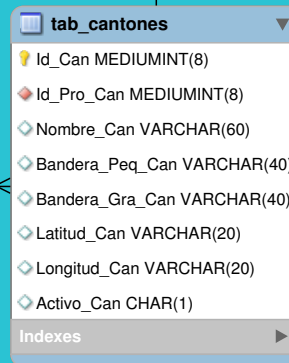 tab_cantones
Id_Can MEDIUMINT(8)
Id_Pro_Can MEDIUMINT(8)
Nombre_Can VARCHAR(60)
Bandera_Peq_Can VARCHAR(40)
Bandera_Gra_Can VARCHAR(40)
Latitud_Can VARCHAR(20)
Longitud_Can VARCHAR(20)
Activo_Can CHAR(1)
Indexes